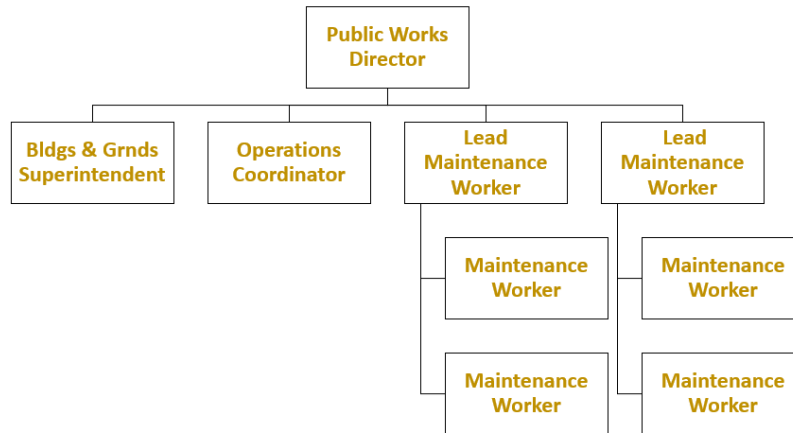 Public Works
Director
Bldgs & Grnds
Superintendent
Operations
Coordinator
Lead
Maintenance
Worker
Lead
Maintenance
Worker
Maintenance
Worker
Maintenance
Worker
Maintenance
Worker
Maintenance
Worker